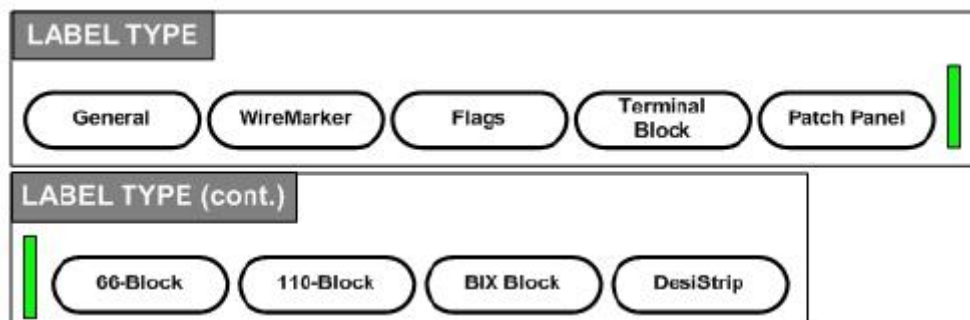 LABEL TYPE
General WireMarker Flags Terminal Block Patch Panel
LABEL TYPE (cont.)
66-Block 110-Block BIX Block DesiStrip